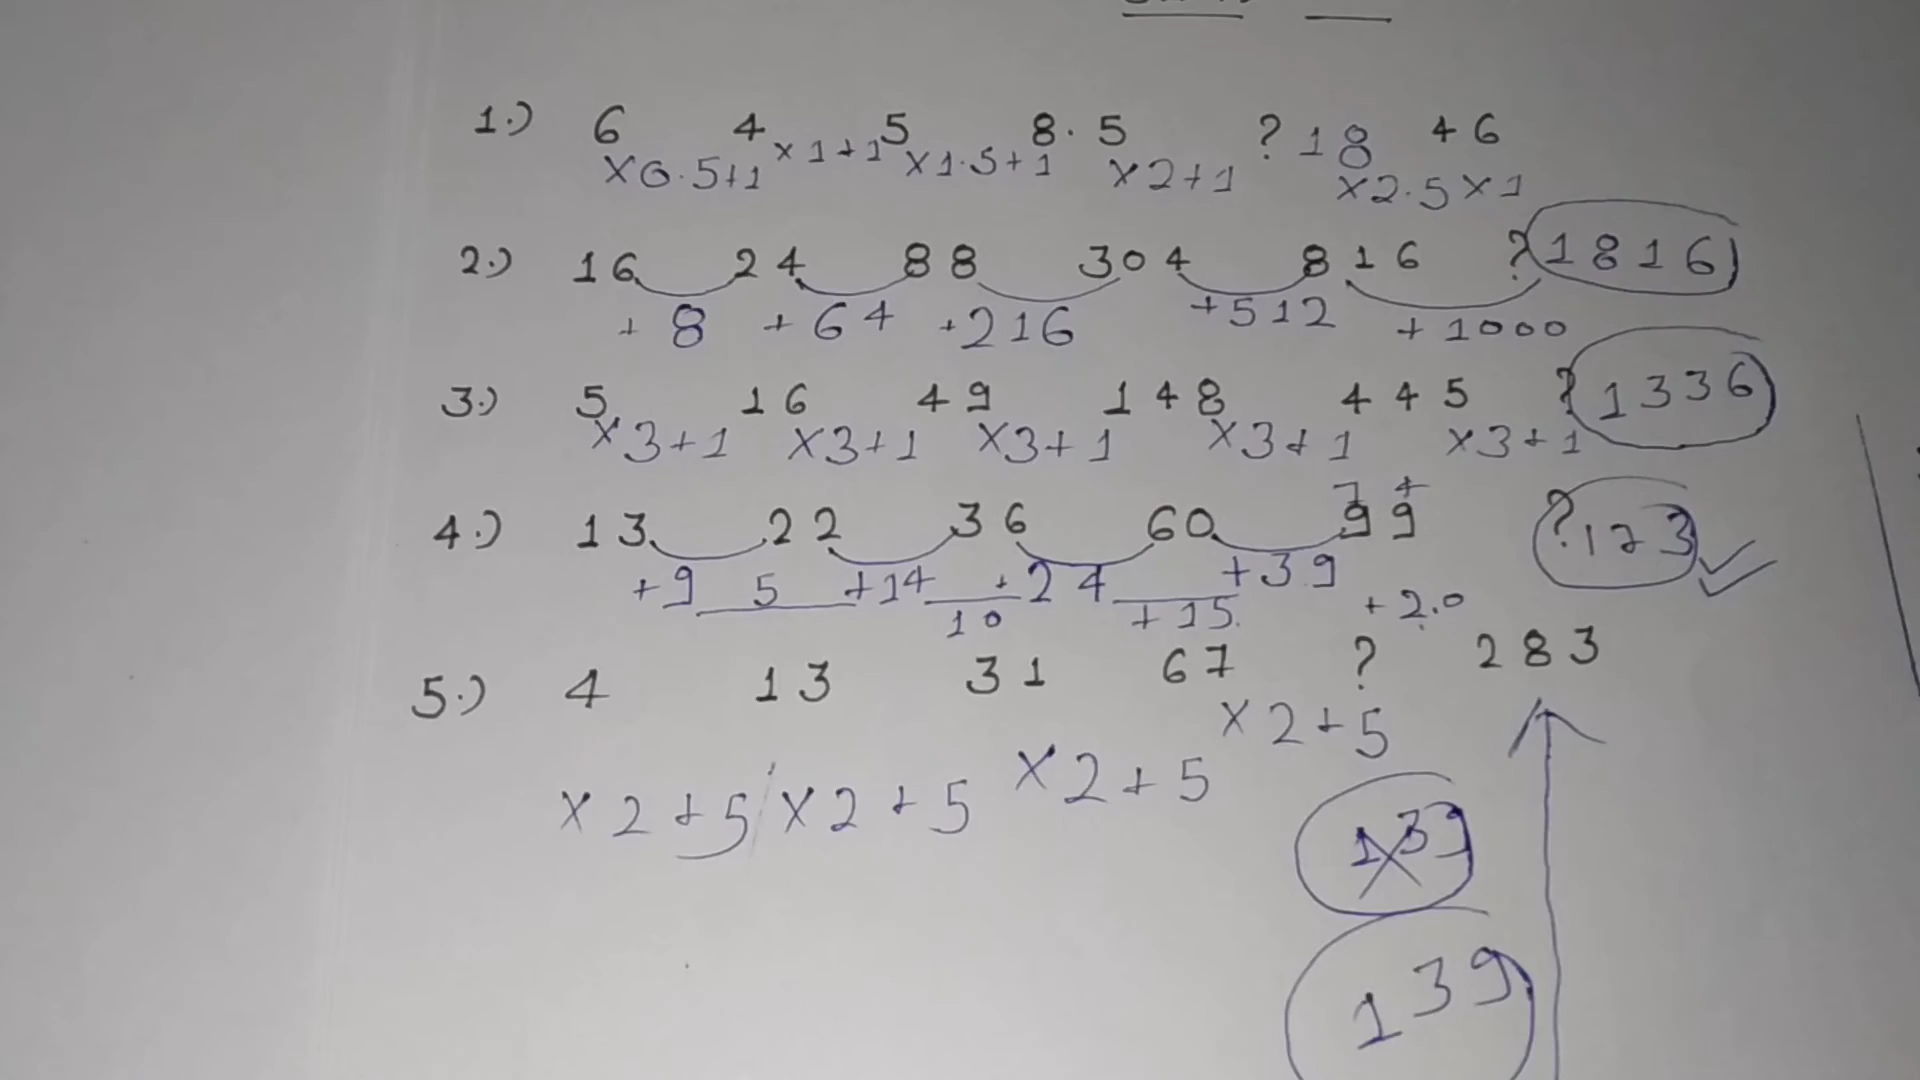 1.) 6 4 5 8.5 ? 18 46
×0.5+1 ×1+1 ×1.5+1 ×2+1 ×2.5×1
2.) 16 24 88 304 816 ? 1816
+8 +64 +216 +512 +1000
3.) 5 16 49 148 445 ? 1336
×3+1 ×3+1 ×3+1 ×3+1 ×3+1
7 4
4.) 13 22 36 60 99 ? 173
+9 5 +14 +24 +39
10 +15 +20
5.) 4 13 31 67 ? 283
×2+5 ×2+5 ×2+5 ×2+5
139
139